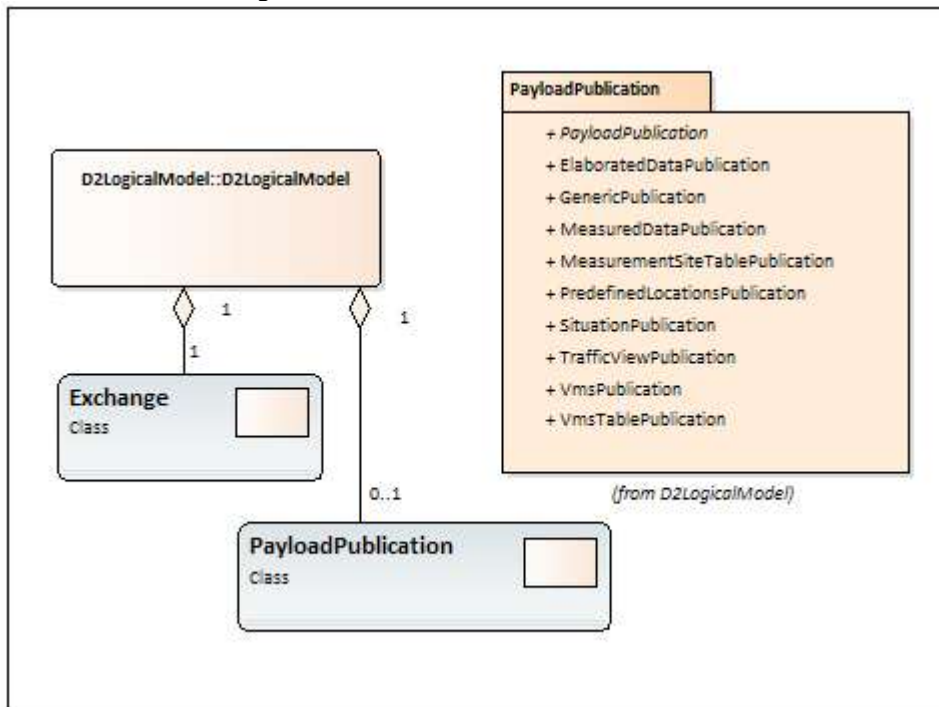 PayloadPublication
+ PayloadPublication
+ ElaboratedDataPublication
+ GenericPublication
+ MeasuredDataPublication
+ MeasurementSiteTablePublication
+ PredefinedLocationsPublication
+ SituationPublication
+ TrafficViewPublication
+ VmsPublication
+ VmsTablePublication
(from D2LogicalModel)
D2LogicalModel::D2LogicalModel
1
1
1
Exchange
Class
0..1
PayloadPublication
Class